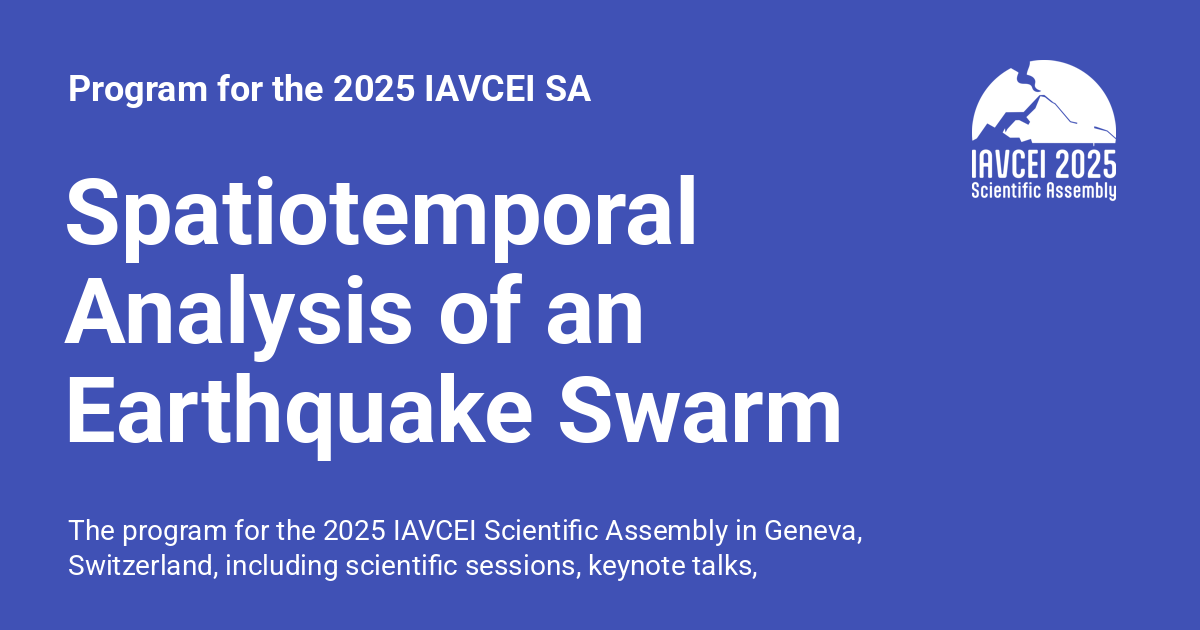 Program for the 2025 IAVCEI SA
IAVCEI 2025
Scientific Assembly
Spatiotemporal
Analysis of an
Earthquake Swarm
The program for the 2025 IAVCEI Scientific Assembly in Geneva,
Switzerland, including scientific sessions, keynote talks,